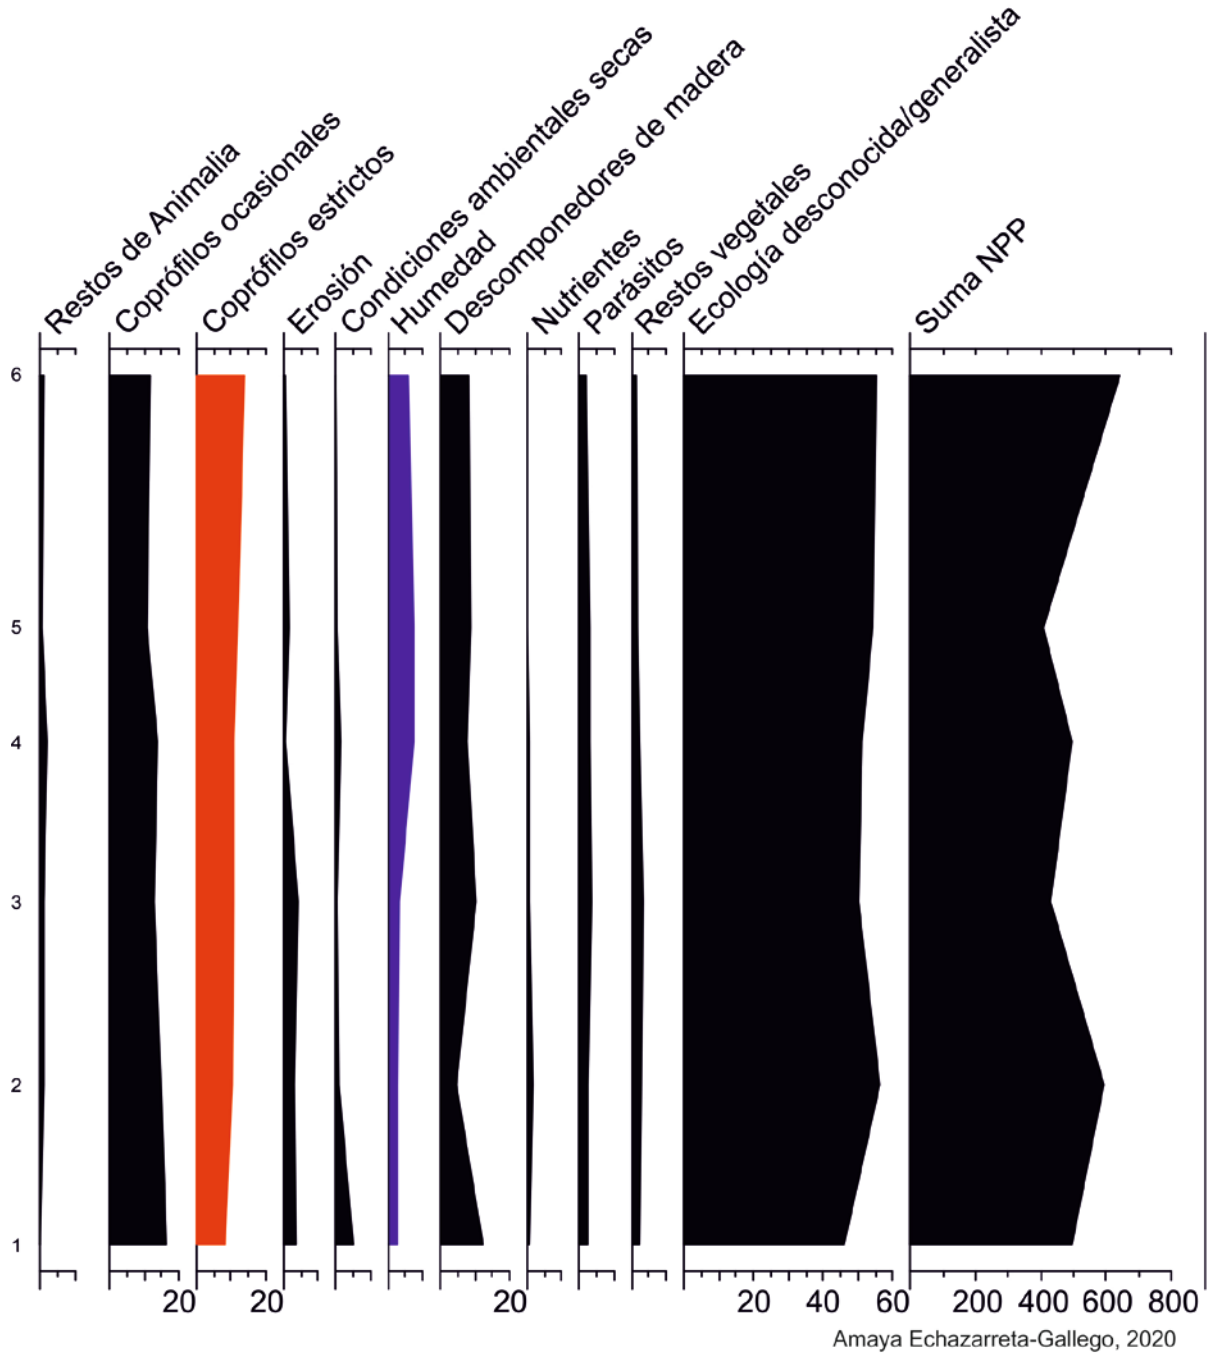 Restos de Animalia
Coprófilos ocasionales
Coprófilos estrictos
Erosión
Condiciones ambientales secas
Humedad
Descomponedores de madera
Nutrientes
Parásitos
Restos vegetales
Ecología desconocida/generalista
Suma NPP
6
5
4
3
2
1
20 20 20 20 40 60 200 400 600 800
Amaya Echazarreta-Gallego, 2020